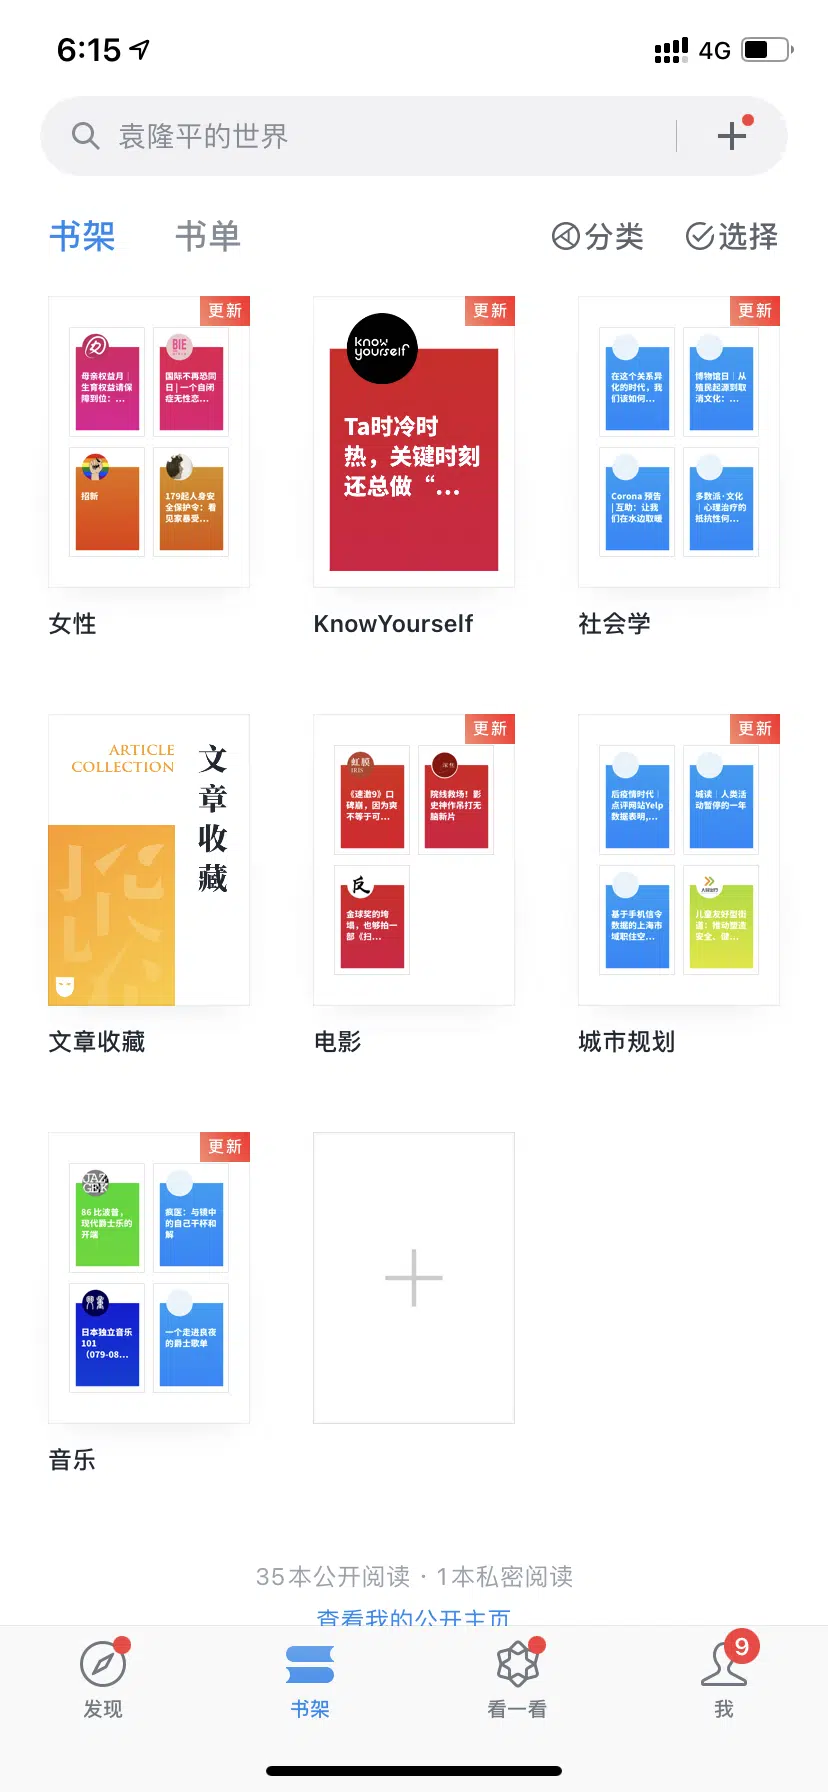 6:15
4G
袁隆平的世界
书架
书单
分类
选择
更新
母亲权益月｜
生育权益请保
障到位：...
BIE
国际不再恐同
日 | 一个自闭
症无性恋...
招新
179起人身安
全保护令：看
见家暴受...
女性
更新
know
yourself
Ta时冷时
热，关键时刻
还总做“...
KnowYourself
更新
在这个关系异
化的时代，我
们该如何...
博物馆日｜从
殖民起源到取
消文化：...
Corona 预告
| 互助：让我
们在水边取暖
多数派·文化
｜心理治疗的
抵抗性何...
社会学
ARTICLE
COLLECTION
文章收藏
文章收藏
更新
虹膜
IRIS
《速激9》口
碑崩，因为爽
不等于可...
院线救场！影
史神作吊打无
脑新片
反
金球奖的垮
塌，也够拍一
部《扫...
电影
更新
后疫情时代｜
点评网站Yelp
数据表明,...
城读｜人类活
动暂停的一年
基于手机信令
数据的上海市
域职住空...
儿童友好型街
道：推动塑造
安全、健...
城市规划
更新
JAZ
GEK
86 比波普，
现代爵士乐的
开端
疯医：与镜中
的自己干杯和
解
日本独立音乐
101
（079-08...
一个走进良夜
的爵士歌单
音乐
35本公开阅读 · 1本私密阅读
查看我的公开主页
发现
书架
看一看
9
我